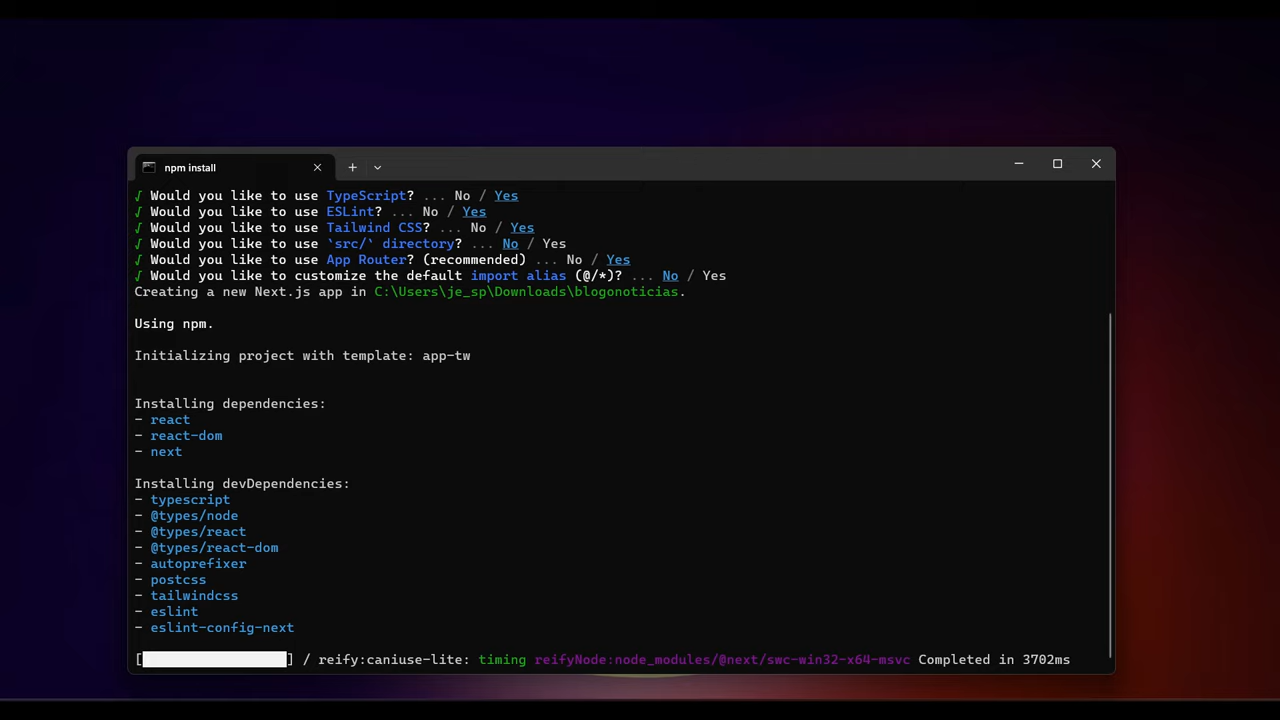 npm install
√ Would you like to use TypeScript? ... No / Yes
√ Would you like to use ESLint? ... No / Yes
√ Would you like to use Tailwind CSS? ... No / Yes
√ Would you like to use `src/` directory? ... No / Yes
√ Would you like to use App Router? (recommended) ... No / Yes
√ Would you like to customize the default import alias (@/*)? ... No / Yes
Creating a new Next.js app in C:\Users\je_sp\Downloads\blogonoticias.
Using npm.
Initializing project with template: app-tw
Installing dependencies:
- react
- react-dom
- next
Installing devDependencies:
- typescript
- @types/node
- @types/react
- @types/react-dom
- autoprefixer
- postcss
- tailwindcss
- eslint
- eslint-config-next
[                  ] / reify:caniuse-lite: timing reifyNode:node_modules/@next/swc-win32-x64-msvc Completed in 3702ms